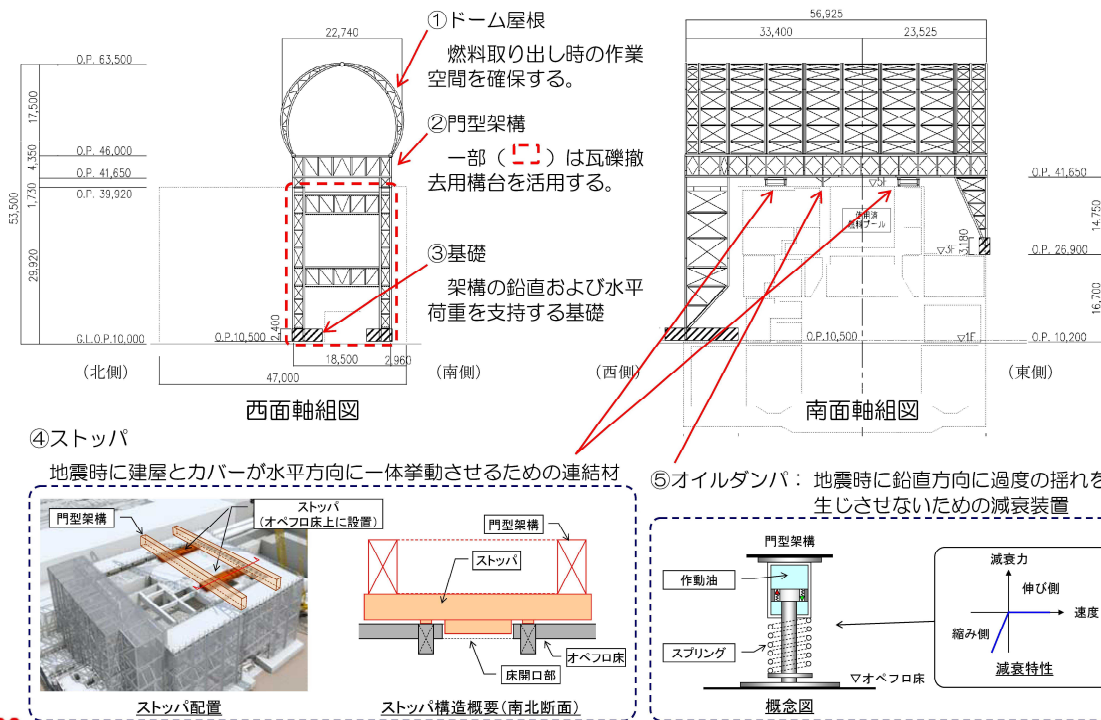 ①ドーム屋根
燃料取り出し時の作業
空間を確保する。
②門型架構
一部（ ）は瓦礫撤
去用構台を活用する。
③基礎
架構の鉛直および水平
荷重を支持する基礎
22,740
O.P. 63,500
O.P. 46,000
O.P. 41,650
O.P. 39,920
G.L.O.P.10,000
53,500
17,500
4,350
1,730
29,920
2,400
O.P.10,500
18,500
2,960
47,000
（北側）
（南側）
西面軸組図
56,925
33,400
23,525
▽5F
使用済
燃料プール
▽3F
▽1F
3,180
O.P. 41,650
14,750
O.P. 26,900
16,700
O.P.10,500
O.P. 10,200
（西側）
（東側）
南面軸組図
④ストッパ
地震時に建屋とカバーが水平方向に一体挙動させるための連結材
門型架構
ストッパ
（オペフロ床上に設置）
ストッパ配置
門型架構
ストッパ
オペフロ床
床開口部
ストッパ構造概要（南北断面）
⑤オイルダンパ： 地震時に鉛直方向に過度の揺れを
生じさせないための減衰装置
門型架構
作動油
スプリング
▽オペフロ床
概念図
減衰力
伸び側
速度
縮み側
減衰特性